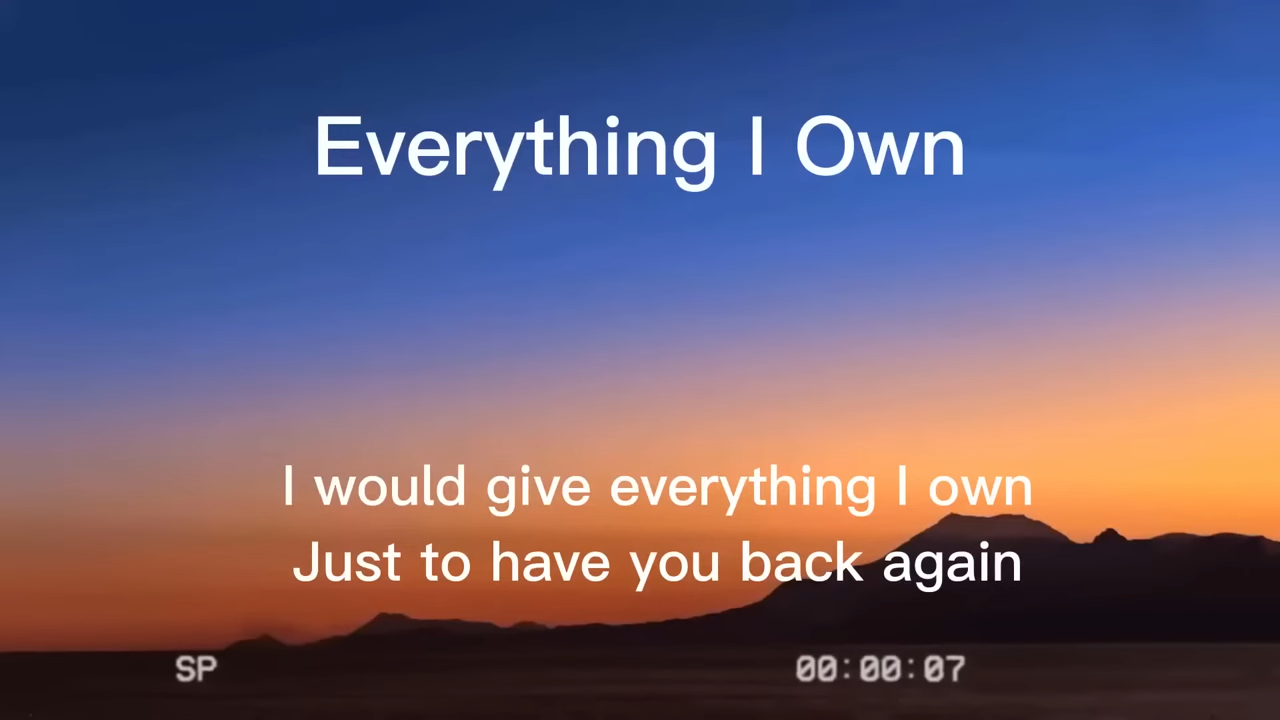 Everything I Own
I would give everything I own
Just to have you back again
SP 00:00:07